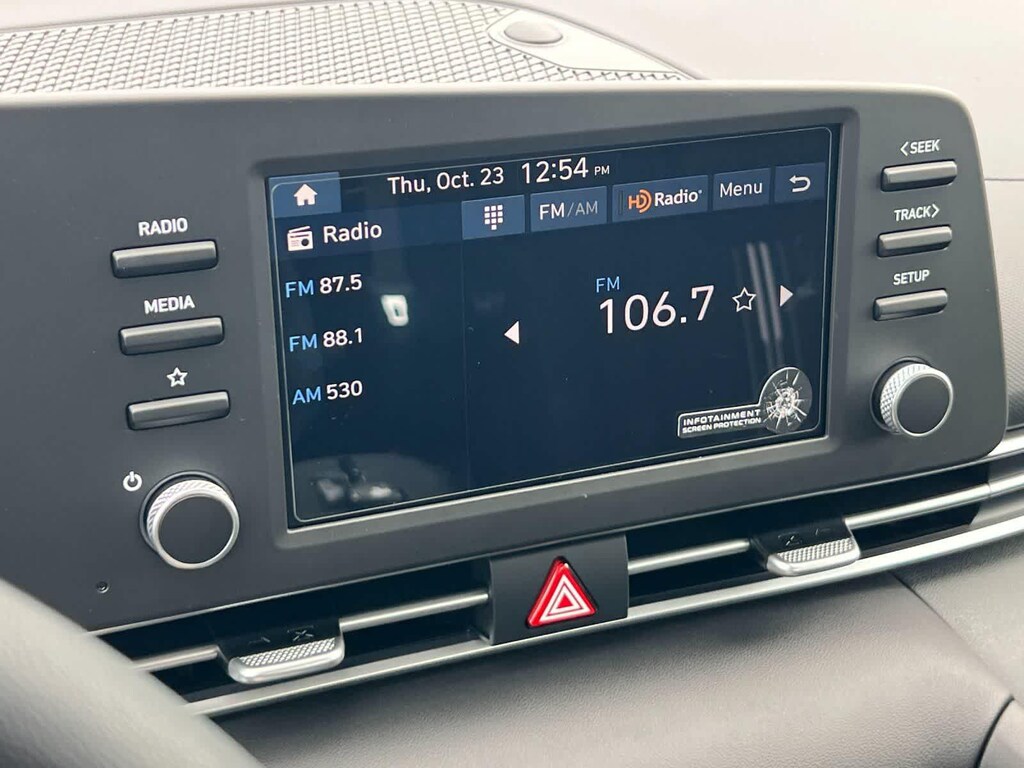 Thu, Oct. 23 12:54 PM
Radio
FM/AM
HD Radio®
Menu
FM 87.5
FM 88.1
AM 530
FM
106.7
INFOTAINMENT
SCREEN PROTECTION
RADIO
MEDIA
<SEEK
TRACK>
SETUP